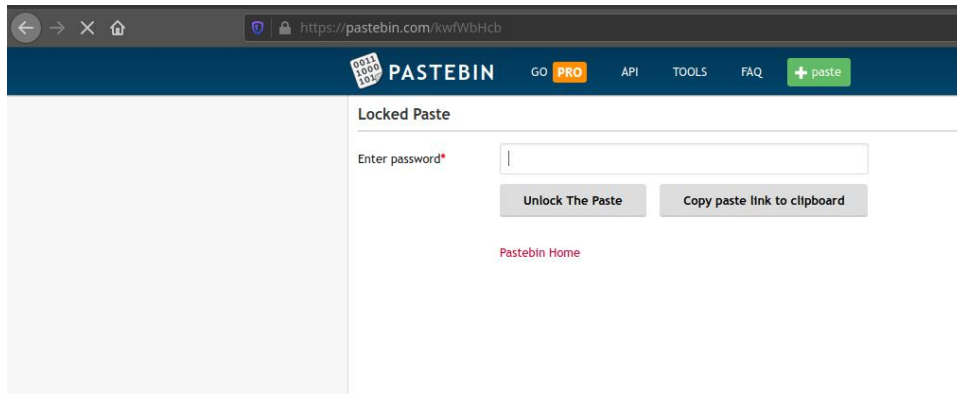 https://pastebin.com/kwfWbHcb
0011 1000 101 PASTEBIN GO PRO API TOOLS FAQ + paste
Locked Paste
Enter password*
Unlock The Paste Copy paste link to clipboard
Pastebin Home